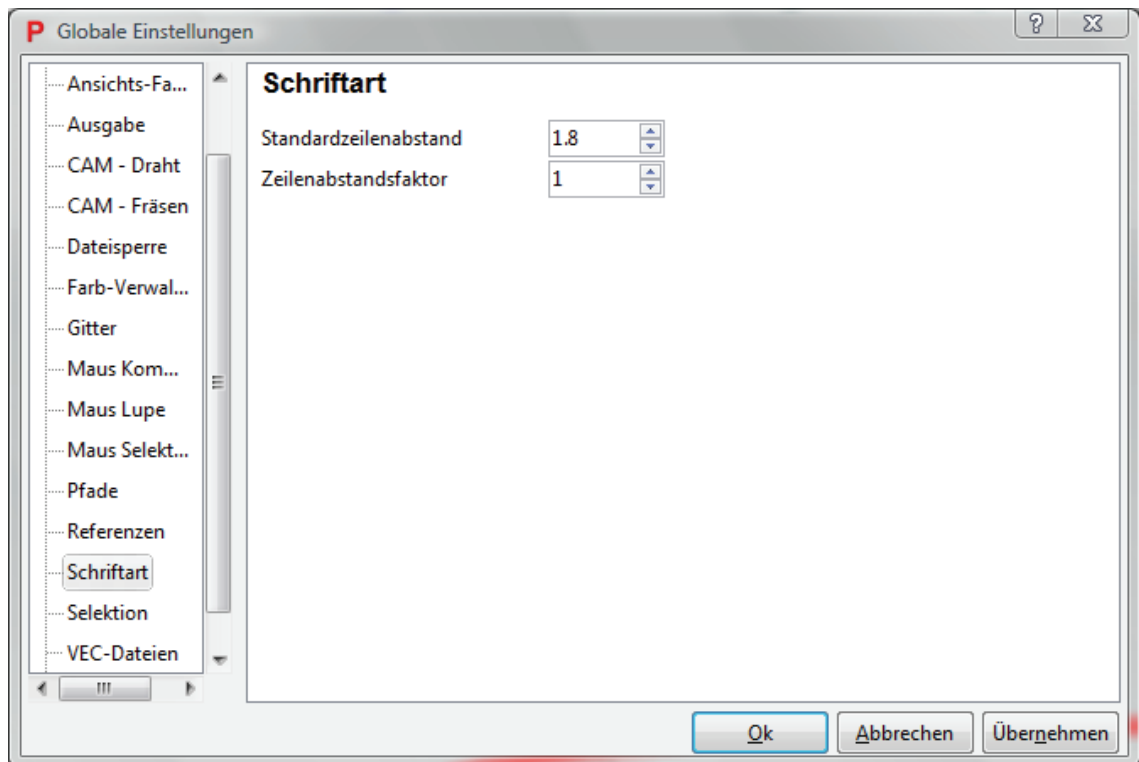 P Globale Einstellungen
Ansichts-Fa...
Ausgabe
CAM - Draht
CAM - Fräsen
Dateisperre
Farb-Verwal...
Gitter
Maus Kom...
Maus Lupe
Maus Selekt...
Pfade
Referenzen
Schriftart
Selektion
VEC-Dateien
Schriftart
Standardzeilenabstand 1.8
Zeilenabstandsfaktor 1
Ok Abbrechen Übernehmen